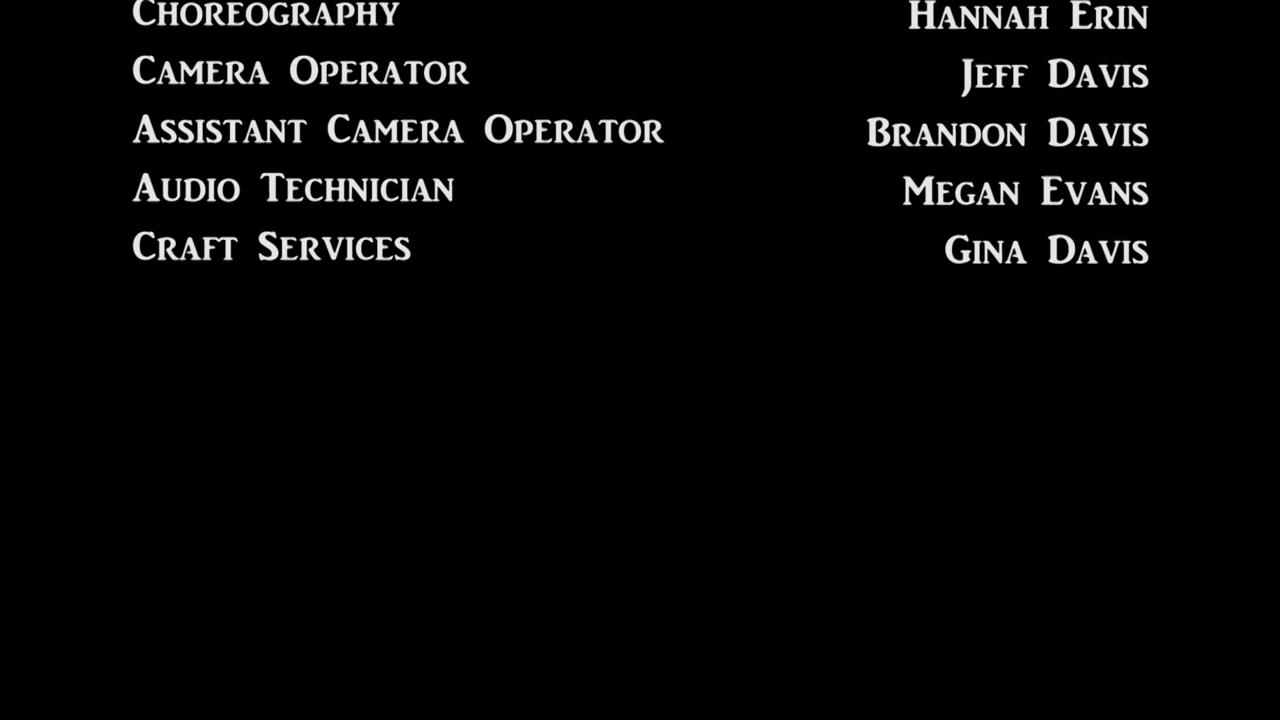 Choreography Hannah Erin
Camera Operator Jeff Davis
Assistant Camera Operator Brandon Davis
Audio Technician Megan Evans
Craft Services Gina Davis